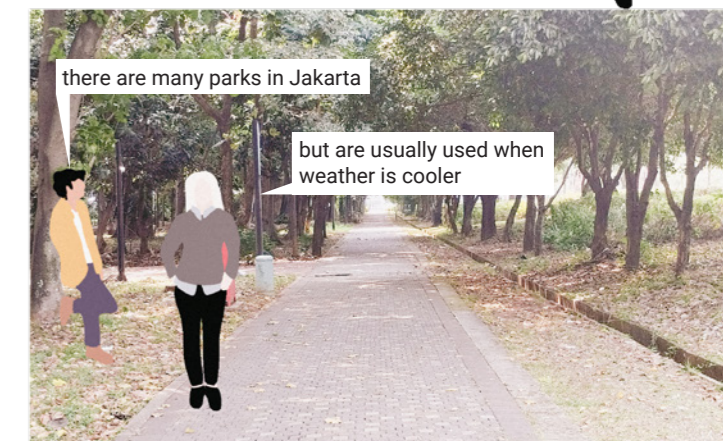 there are many parks in Jakarta
but are usually used when
weather is cooler